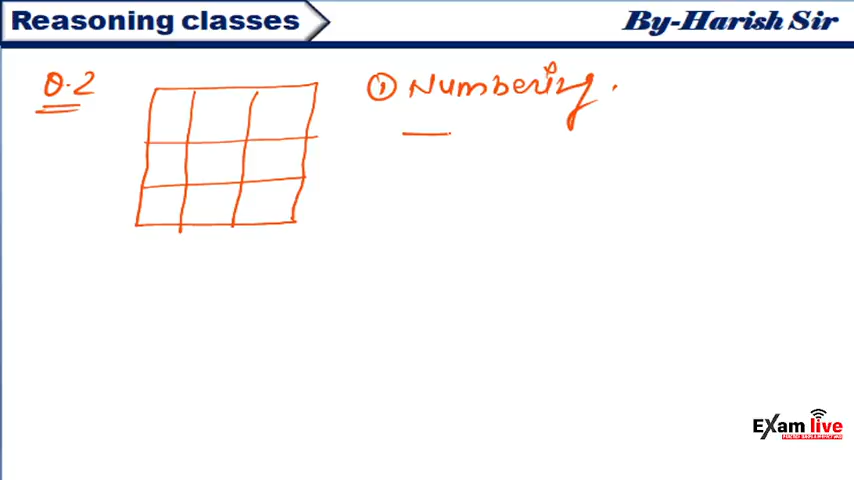 Reasoning classes
By-Harish Sir
Q.2
① Numbering.
EXam live